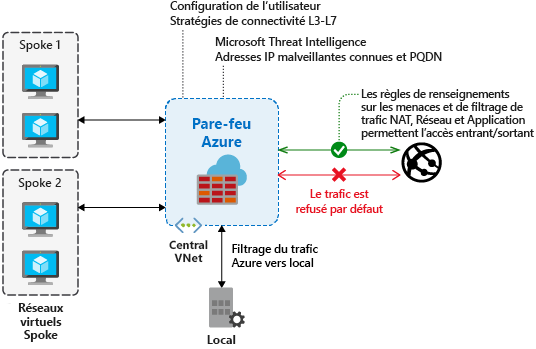 Configuration de l'utilisateur
Stratégies de connectivité L3-L7
Microsoft Threat Intelligence
Adresses IP malveillantes connues et PQDN
Spoke 1
Pare-feu
Azure
Les règles de renseignements
sur les menaces et de filtrage de
trafic NAT, Réseau et Application
permettent l'accès entrant/sortant
Spoke 2
Le trafic est
refusé par défaut
Central
VNet
Filtrage du trafic
Azure vers local
Réseaux
virtuels
Spoke
Local